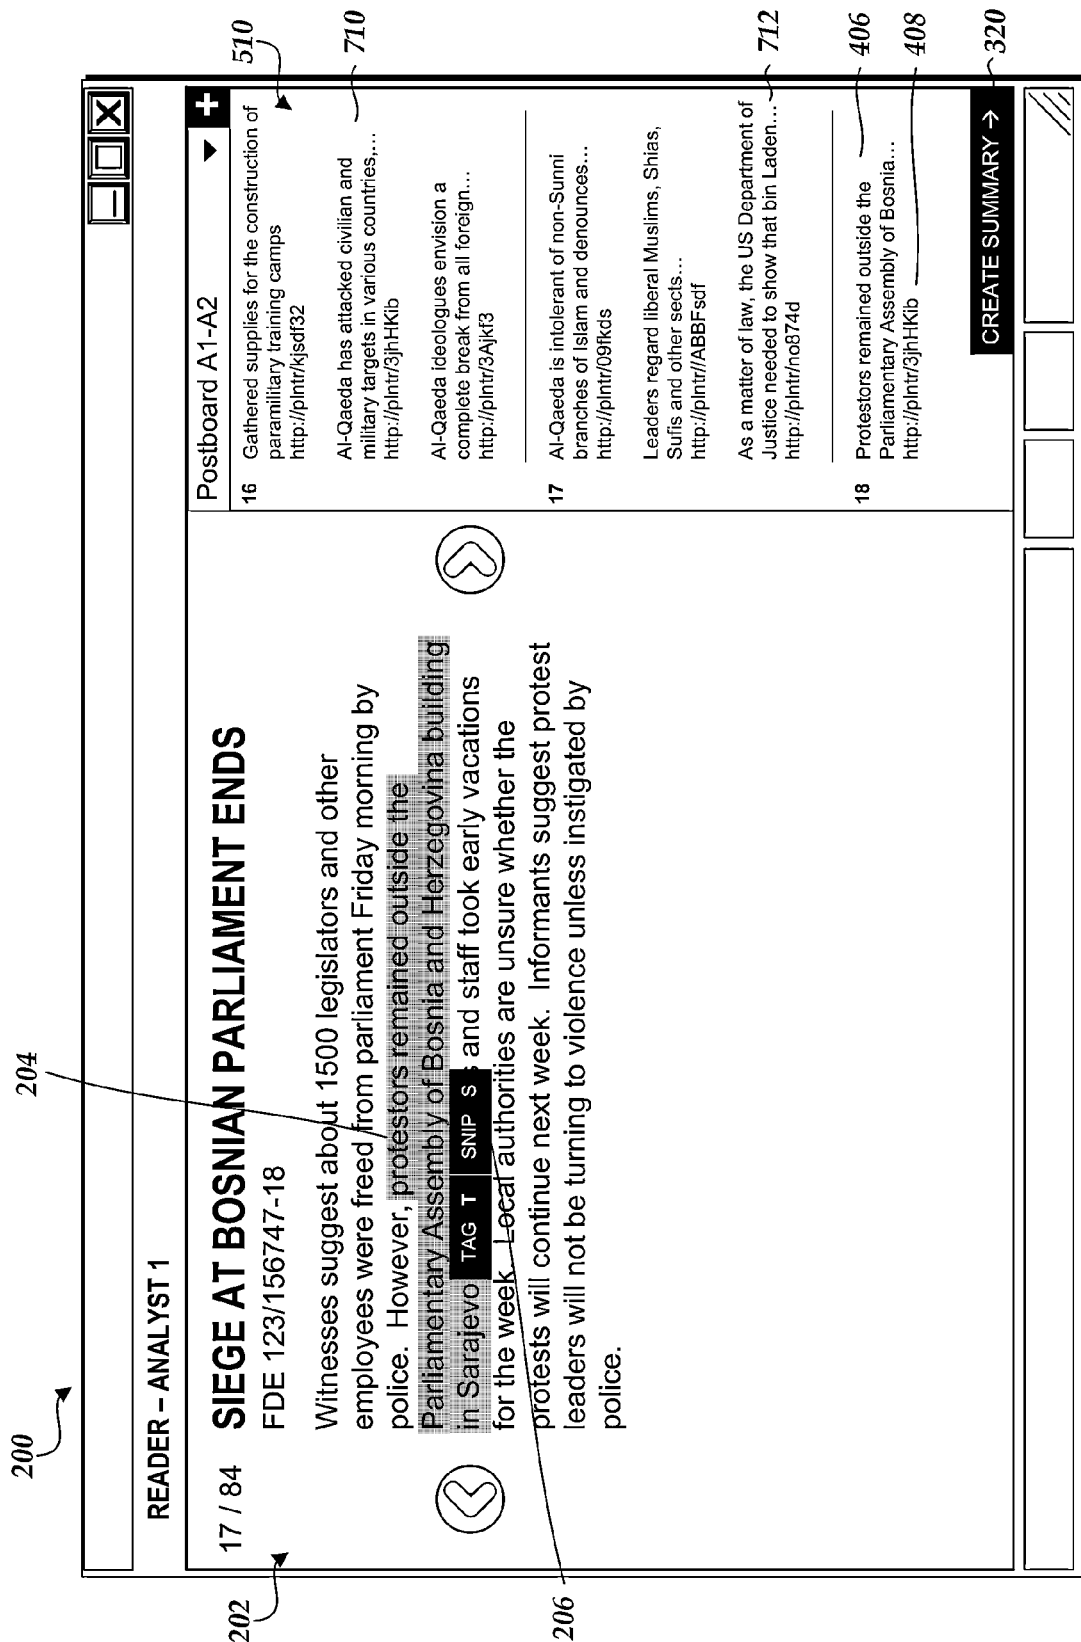 200
READER – ANALYST 1
202
17 / 84
SIEGE AT BOSNIAN PARLIAMENT ENDS
FDE 123/156747-18
204
Witnesses suggest about 1500 legislators and other
employees were freed from parliament Friday morning by
police. However, protestors remained outside the
Parliamentary Assembly of Bosnia and Herzegovina building
in Sarajevo TAG T SNIP S s and staff took early vacations
for the week. Local authorities are unsure whether the
protests will continue next week. Informants suggest protest
leaders will not be turning to violence unless instigated by
police.
206
Postboard A1-A2
+
510
16 Gathered supplies for the construction of
paramilitary training camps
http://plntr/kjsdf32
710
Al-Qaeda has attacked civilian and
military targets in various countries,...
http://plntr/3jhHKib
Al-Qaeda ideologues envision a
complete break from all foreign...
http://plntr/3Ajkf3
17 Al-Qaeda is intolerant of non-Sunni
branches of Islam and denounces...
http://plntr/09fkds
Leaders regard liberal Muslims, Shias,
Sufis and other sects...
http://plntr//ABBFsdf
As a matter of law, the US Department of
Justice needed to show that bin Laden...
http://plntr/no874d
712
18 Protestors remained outside the
Parliamentary Assembly of Bosnia...
http://plntr/3jhHKib
406
408
CREATE SUMMARY →
320